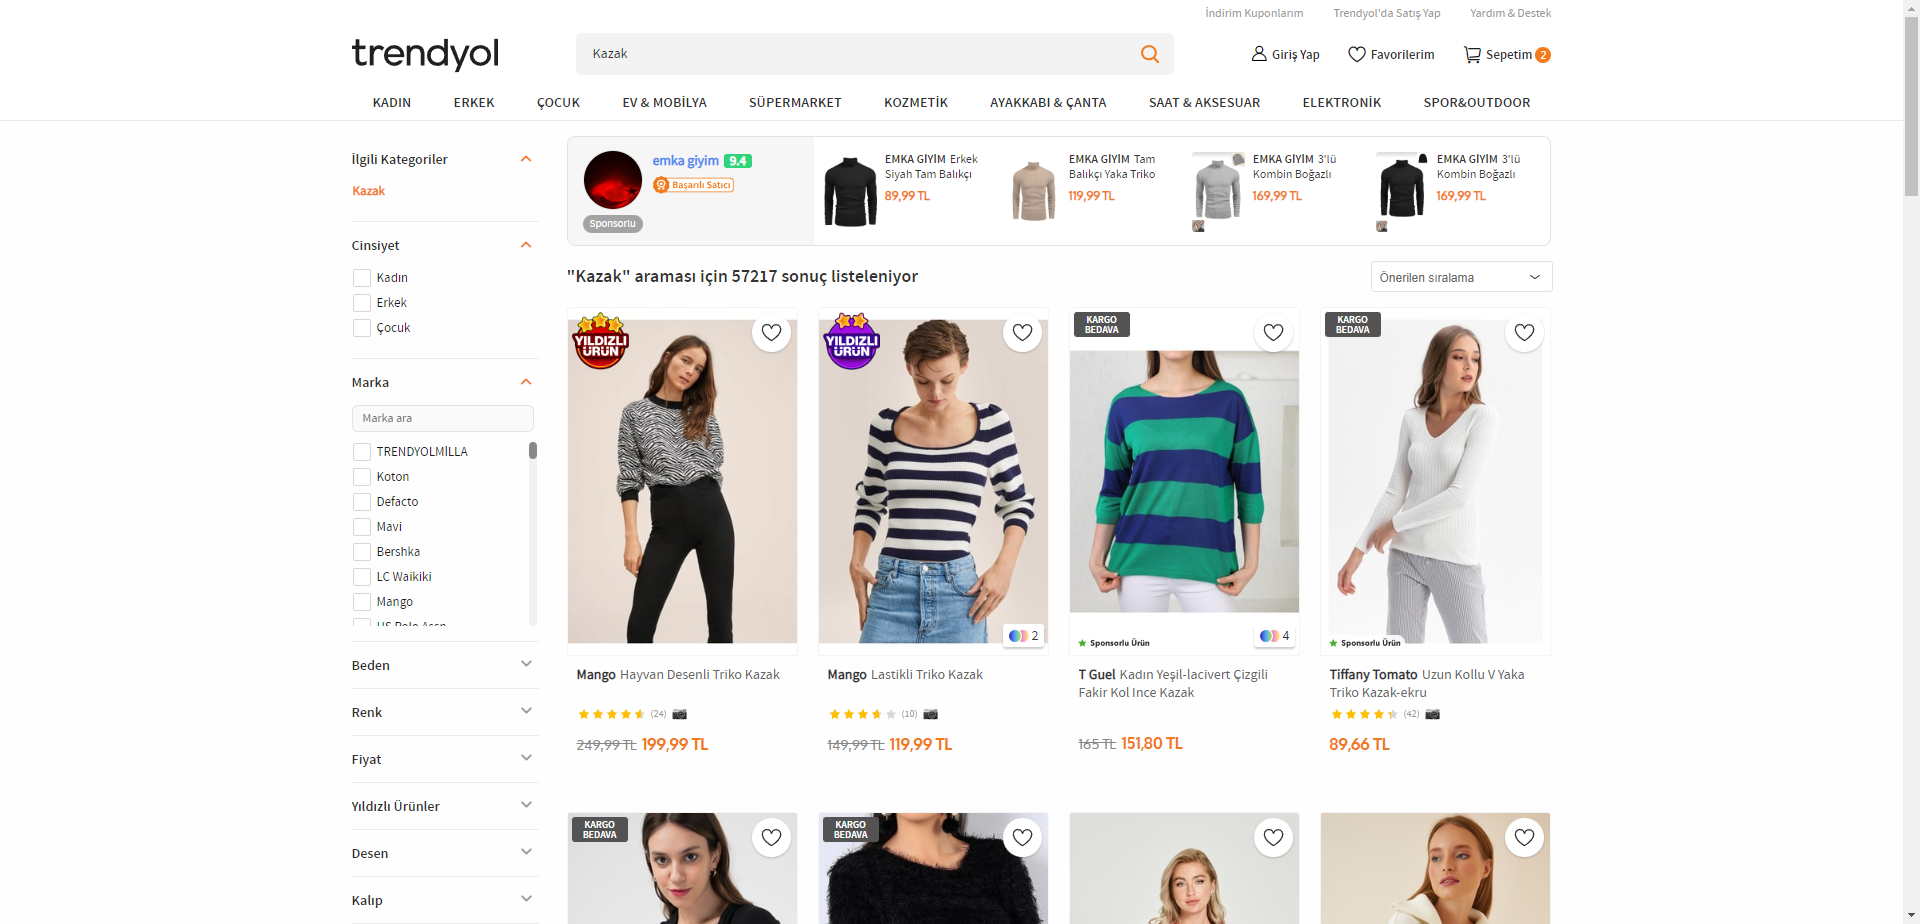 İndirim Kuponlarım
Trendyol'da Satış Yap
Yardım & Destek
trendyol
Kazak
Giriş Yap
Favorilerim
Sepetim 2
KADIN
ERKEK
ÇOCUK
EV & MOBİLYA
SÜPERMARKET
KOZMETİK
AYAKKABI & ÇANTA
SAAT & AKSESUAR
ELEKTRONİK
SPOR&OUTDOOR
İlgili Kategoriler
Kazak
Cinsiyet
Kadın
Erkek
Çocuk
Marka
Marka ara
TRENDYOLMİLLA
Koton
Defacto
Mavi
Bershka
LC Waikiki
Mango
US Polo Assn
Beden
Renk
Fiyat
Yıldızlı Ürünler
Desen
Kalıp
emka giyim 9.4
Başarılı Satıcı
Sponsorlu
EMKA GİYİM Erkek
Siyah Tam Balıkçı
89,99 TL
EMKA GİYİM Tam
Balıkçı Yaka Triko
119,99 TL
EMKA GİYİM 3'lü
Kombin Boğazlı
169,99 TL
EMKA GİYİM 3'lü
Kombin Boğazlı
169,99 TL
"Kazak" araması için 57217 sonuç listeleniyor
Önerilen sıralama
YILDIZLI
ÜRÜN
Mango Hayvan Desenli Triko Kazak
(24)
249,99 TL 199,99 TL
YILDIZLI
ÜRÜN
2
Mango Lastikli Triko Kazak
(10)
149,99 TL 119,99 TL
KARGO
BEDAVA
Sponsorlu Ürün
4
T Guel Kadın Yeşil-lacivert Çizgili
Fakir Kol Ince Kazak
165 TL 151,80 TL
KARGO
BEDAVA
Sponsorlu Ürün
Tiffany Tomato Uzun Kollu V Yaka
Triko Kazak-ekru
(42)
89,66 TL
KARGO
BEDAVA
KARGO
BEDAVA